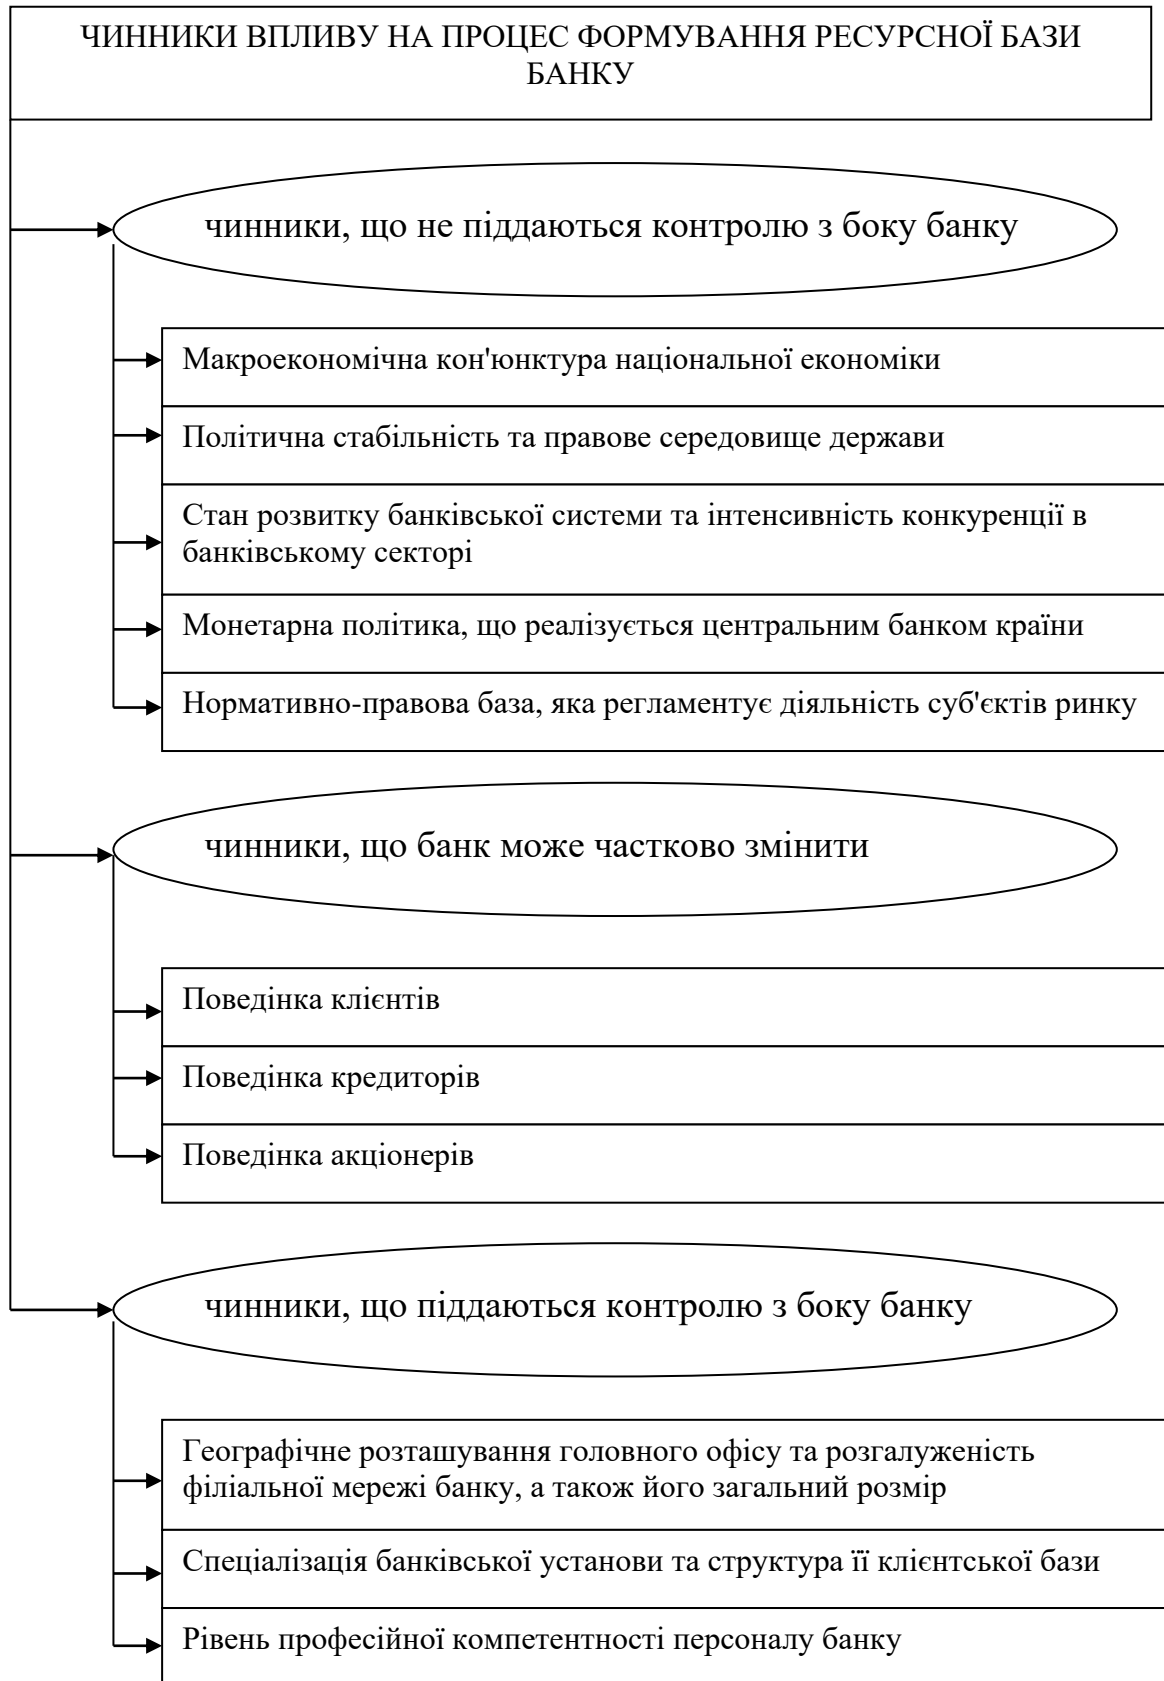 ЧИННИКИ ВПЛИВУ НА ПРОЦЕС ФОРМУВАННЯ РЕСУРСНОЇ БАЗИ
БАНКУ
чинники, що не піддаються контролю з боку банку
Макроекономічна кон'юнктура національної економіки
Політична стабільність та правове середовище держави
Стан розвитку банківської системи та інтенсивність конкуренції в
банківському секторі
Монетарна політика, що реалізується центральним банком країни
Нормативно-правова база, яка регламентує діяльність суб'єктів ринку
чинники, що банк може частково змінити
Поведінка клієнтів
Поведінка кредиторів
Поведінка акціонерів
чинники, що піддаються контролю з боку банку
Географічне розташування головного офісу та розгалуженість
філіальної мережі банку, а також його загальний розмір
Спеціалізація банківської установи та структура її клієнтської бази
Рівень професійної компетентності персоналу банку